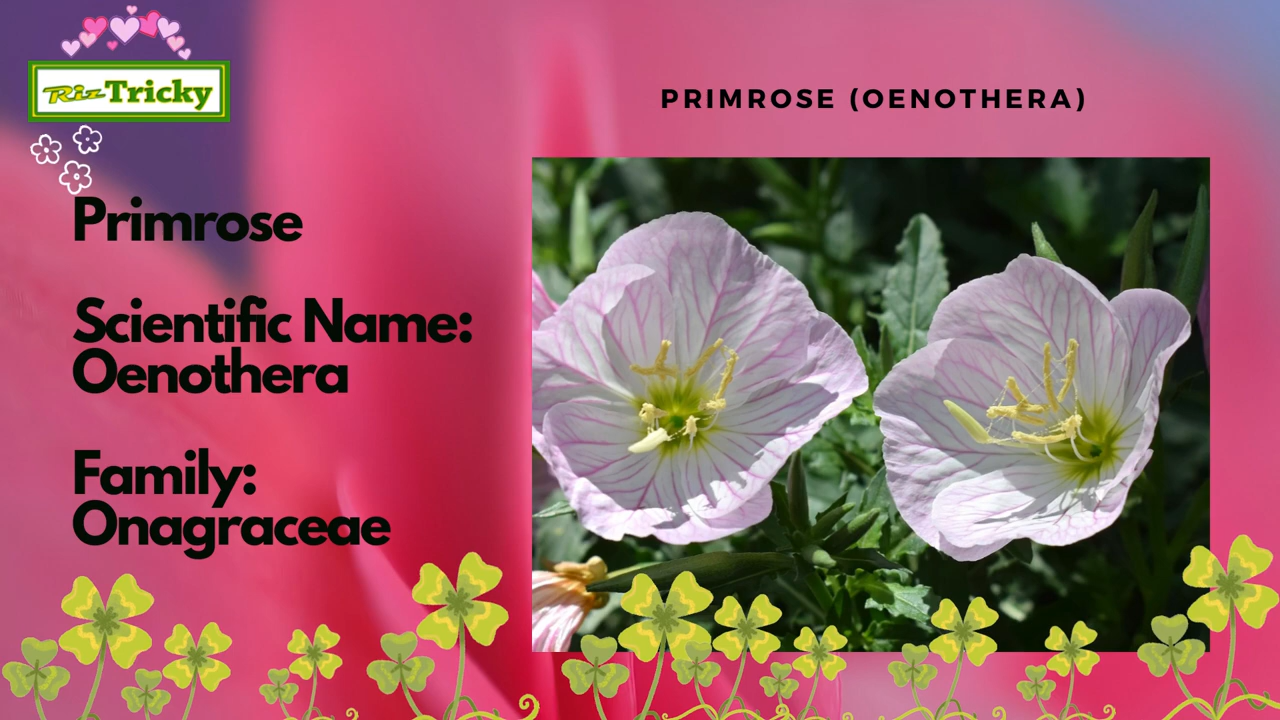 RizTricky
PRIMROSE (OENOTHERA)
Primrose
Scientific Name:
Oenothera
Family:
Onagraceae